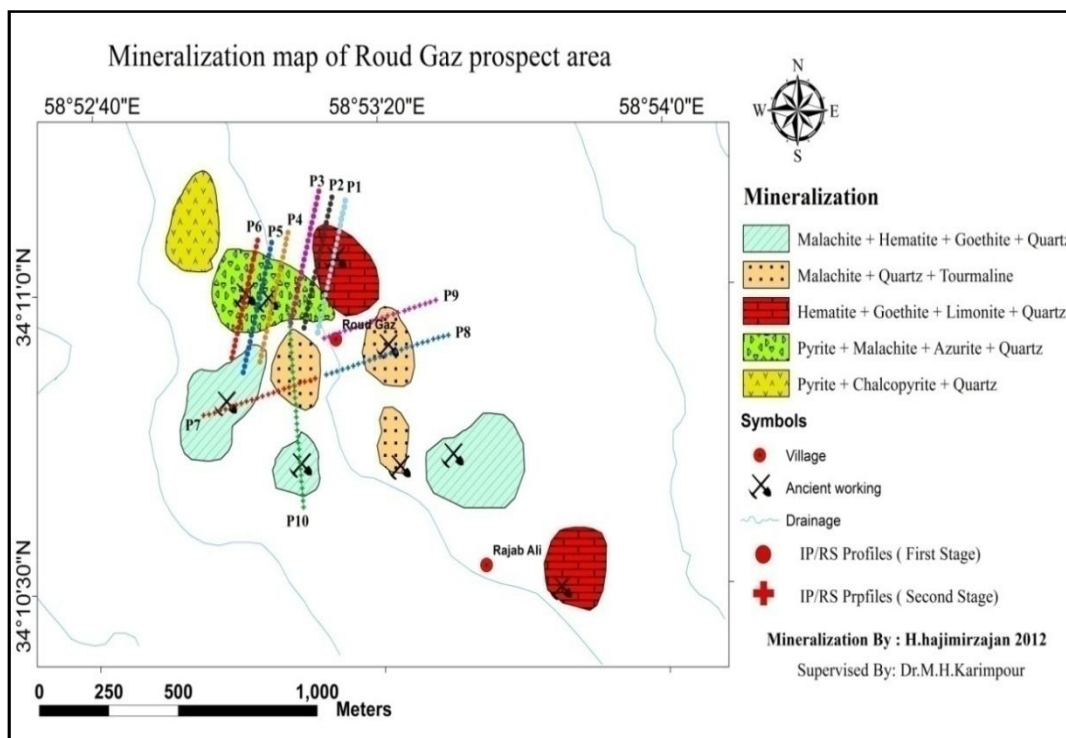 Mineralization map of Roud Gaz prospect area
58°52'40"E 58°53'20"E 58°54'0"E
N
W E
S
34°11'0"N
34°10'30"N
P3
P2
P1
P4
P6
P5
P9
Roud Gaz
P8
P7
P10
Rajab Ali
Mineralization
Malachite + Hematite + Goethite + Quartz
Malachite + Quartz + Tourmaline
Hematite + Goethite + Limonite + Quartz
Pyrite + Malachite + Azurite + Quartz
Pyrite + Chalcopyrite + Quartz
Symbols
Village
Ancient working
Drainage
IP/RS Profiles ( First Stage)
IP/RS Prpfiles ( Second Stage)
Mineralization By : H.hajimirzajan 2012
Supervised By: Dr.M.H.Karimpour
0 250 500 1,000
Meters